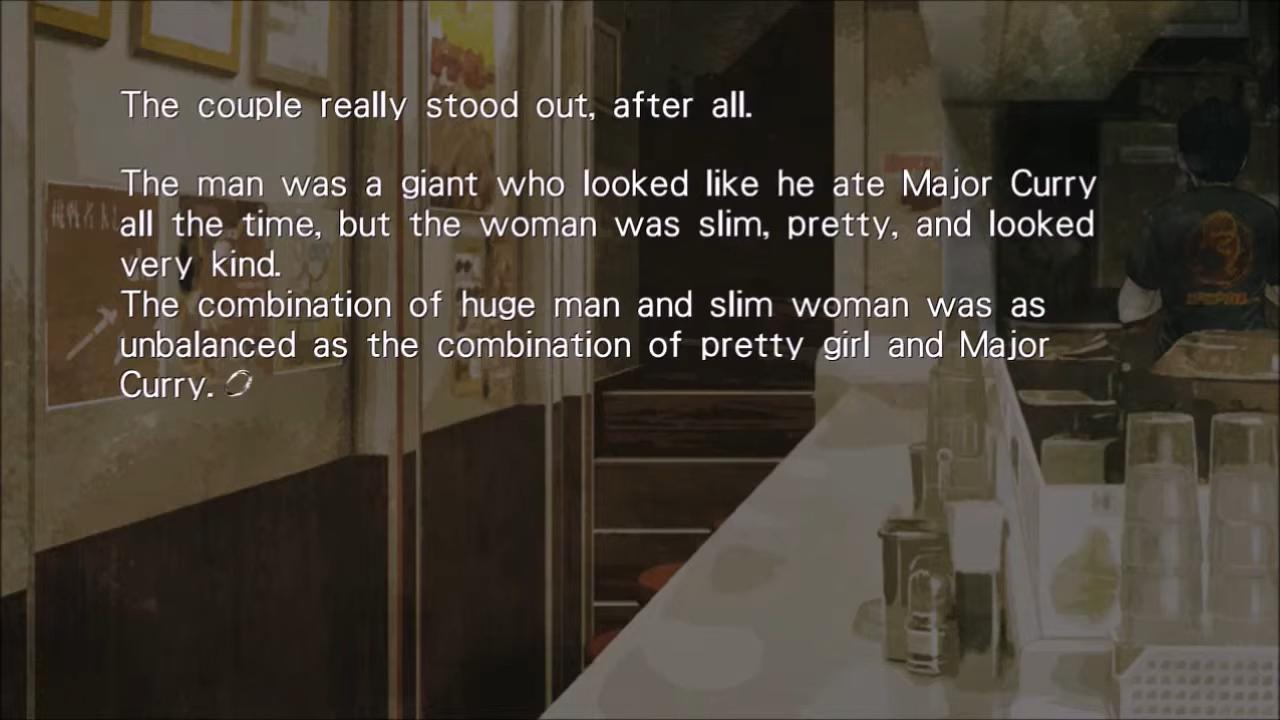 The couple really stood out, after all.
The man was a giant who looked like he ate Major Curry
all the time, but the woman was slim, pretty, and looked
very kind.
The combination of huge man and slim woman was as
unbalanced as the combination of pretty girl and Major
Curry.